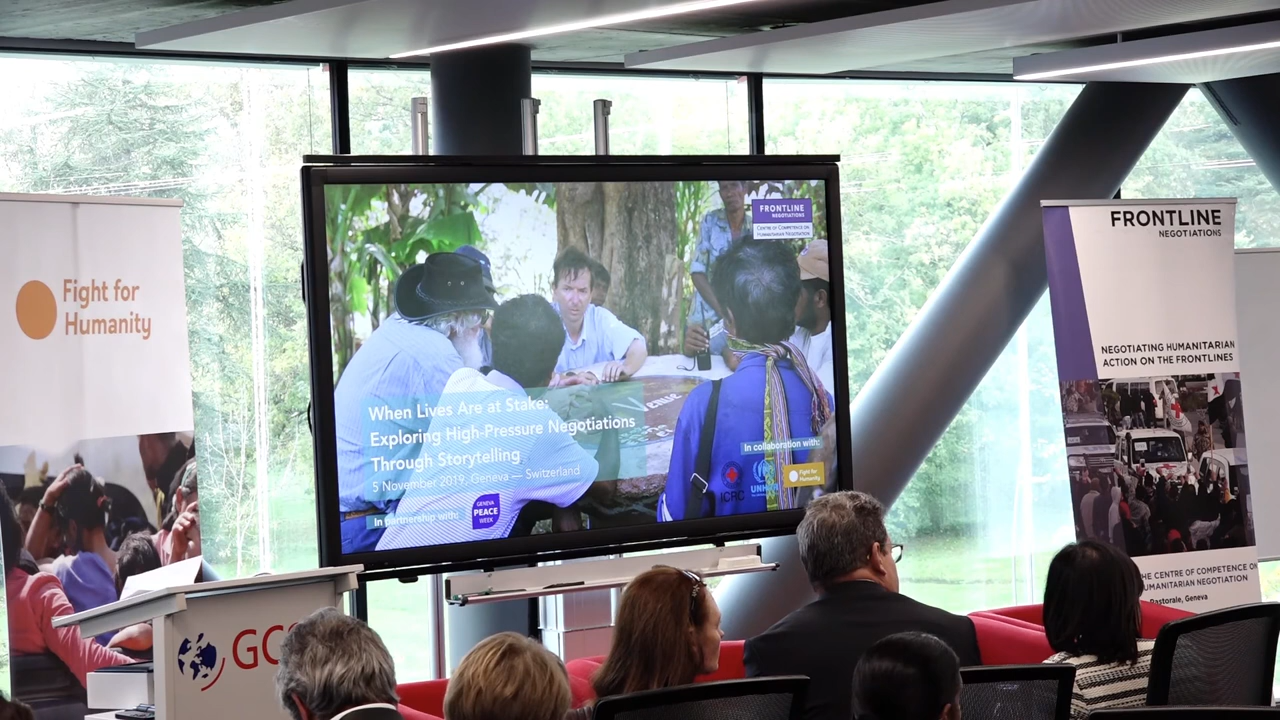 Fight for
Humanity
FRONTLINE
NEGOTIATIONS
CENTRE OF COMPETENCE ON
HUMANITARIAN NEGOTIATION
Venue
When Lives Are at Stake:
Exploring High-Pressure Negotiations
Through Storytelling
5 November 2019, Geneva — Switzerland
In partnership with:
GENEVA
PEACE
WEEK
In collaboration with:
ICRC
UNHCR
Fight for
Humanity
FRONTLINE
NEGOTIATIONS
NEGOTIATING HUMANITARIAN
ACTION ON THE FRONTLINES
THE CENTRE OF COMPETENCE ON
HUMANITARIAN NEGOTIATION
Pastorale, Geneva
GCS